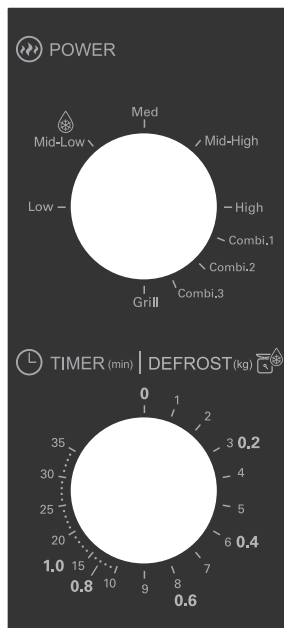 POWER
Med
Mid-Low
Mid-High
Low
High
Combi.1
Combi.2
Combi.3
Grill
TIMER (min) | DEFROST (kg)
0
1
2
3 0.2
4
5
6 0.4
7
8
0.6
9
10
15
0.8
1.0
20
25
30
35